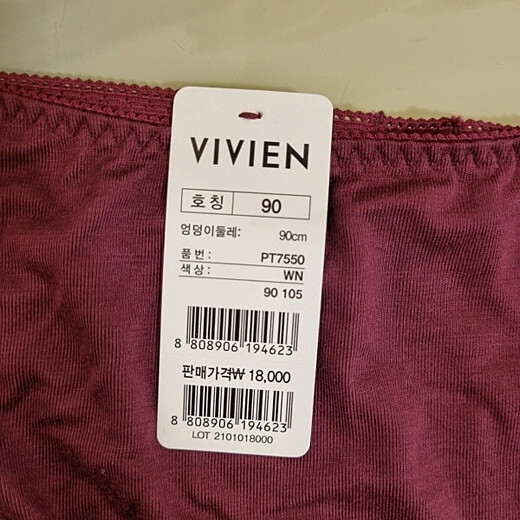 VIVIEN
호칭 90
엉덩이둘레: 90cm
품번: PT7550
색상: WN
90 105
8 808906 194623
판매가격₩ 18,000
8 808906 194623
LOT 2101018000